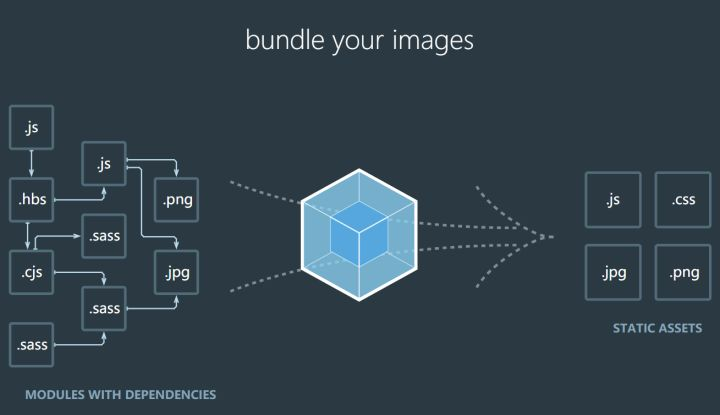 bundle your images
.js
.js
.hbs
.png
.sass
.cjs
.jpg
.sass
.sass
MODULES WITH DEPENDENCIES
.js
.css
.jpg
.png
STATIC ASSETS